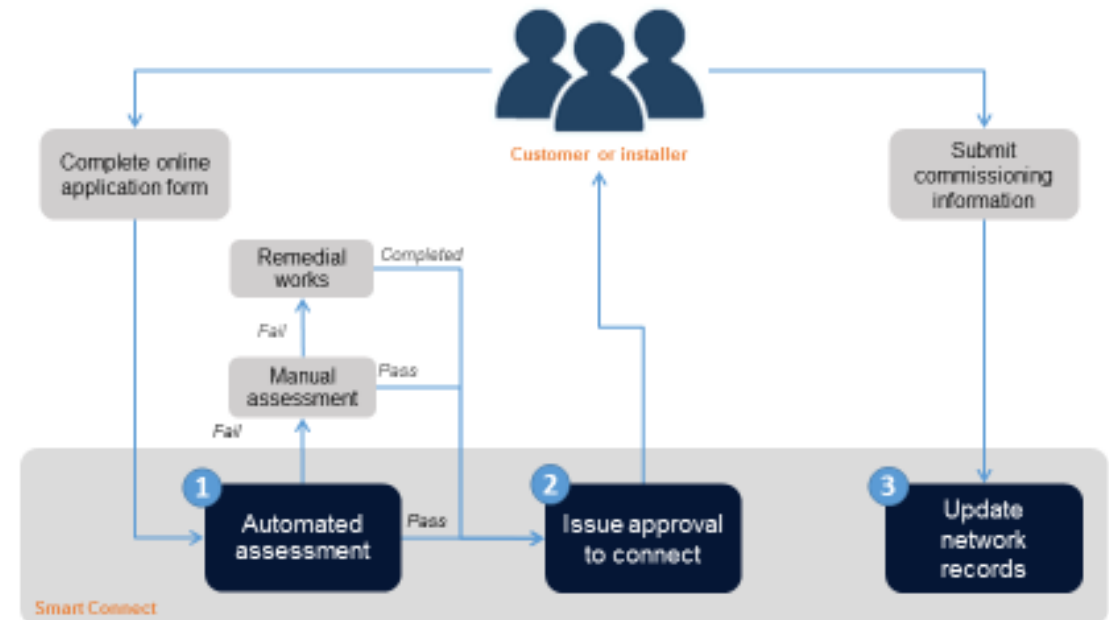 Customer or installer
Complete online
application form
Submit
commissioning
information
Remedial
works
Completed
Fail
Manual
assessment
Pass
Fail
1
Automated
assessment
Pass
2
Issue approval
to connect
3
Update
network
records
Smart Connect